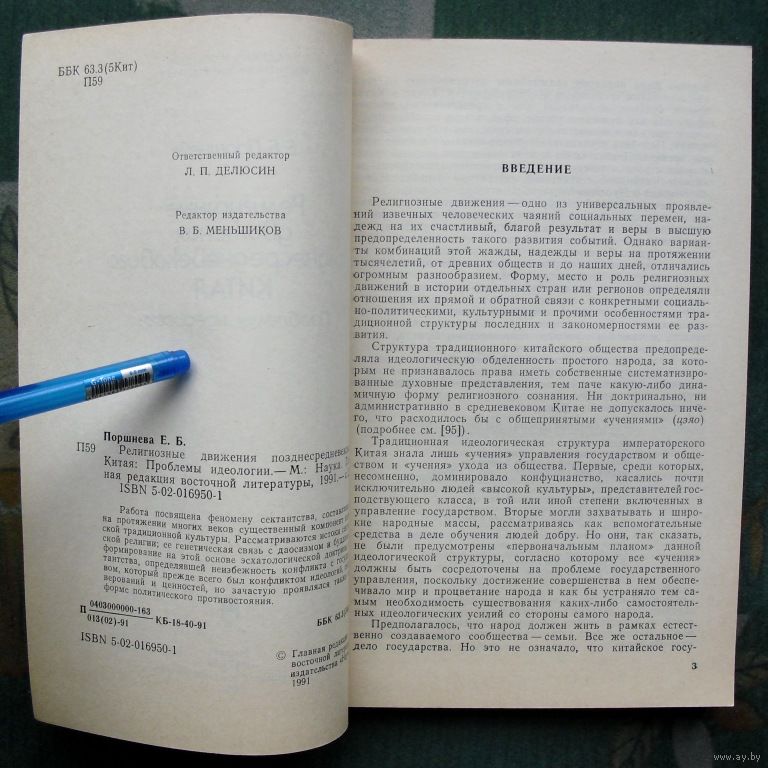 ББК 63.3(5Кит)
П59
Ответственный редактор
Л. П. ДЕЛЮСИН
Редактор издательства
В. Б. МЕНЬШИКОВ
Поршнева Е. Б.
П59
Религиозные движения позднесредневеков
Китая: Проблемы идеологии.— М.: Наука.
ная редакция восточной литературы, 1991.—
ISBN 5-02-016950-1
Работа посвящена феномену сектантства,
на протяжении многих веков существенный компонент
ской традиционной культуры. Рассматриваются
ской религии; ее генетическая связь с даосизмом и
формирование на этой основе эсхатологической
тантства, определявшей неизбежность конфликта с
вом, который прежде всего был конфликтом идеологий,
верований и ценностей, но зачастую проявлялся
форме политического противостояния.
П 0403000000-163
013(02)-91 КБ-18-40-91
ББК 63.3
ISBN 5-02-016950-1
© Главная редакция
восточной
издательства
1991
ВВЕДЕНИЕ
Религиозные движения — одно из универсальных проявле-
ний извечных человеческих чаяний социальных перемен, на-
дежд на их счастливый, благой результат и веры в высшую
предопределенность такого развития событий. Однако вариан-
ты комбинаций этой жажды, надежды и веры на протяжении
тысячелетий, от древних обществ и до наших дней, отличались
огромным разнообразием. Форму, место и роль религиозных
движений в истории отдельных стран или регионов определяли
отношения их прямой и обратной связи с конкретными социаль-
но-политическими, культурными и прочими особенностями тра-
диционной структуры последних и закономерностями ее раз-
вития.
Структура традиционного китайского общества предопреде-
ляла идеологическую обделенность простого народа, за кото-
рым не признавалось права иметь собственные систематизиро-
ванные духовные представления, тем паче какую-либо дина-
мичную форму религиозного сознания. Ни доктринально, ни
административно в средневековом Китае не допускалось ниче-
го, что расходилось бы с общепринятыми «учениями» (цзяо)
(подробнее см. [95]).
Традиционная идеологическая структура императорского
Китая знала лишь «учения» управления государством и общест-
вом и «учения» ухода из общества. Первые, среди которых,
несомненно, доминировало конфуцианство, касались почти
исключительно людей «высокой культуры», представителей гос-
подствующего класса, в той или иной степени включенных в
управление государством. Вторые могли захватывать и широ-
кие народные массы, рассматриваясь как вспомогательные
средства в деле обучения людей добру. Но они, так сказать,
не были предусмотрены «первоначальным планом» данной
идеологической структуры, согласно которому все «учения»
должны быть сосредоточены на проблеме государственного
управления, поскольку достижение совершенства в нем обеспе-
чивало мир и процветание народа и как бы устраняло тем са-
мым необходимость существования каких-либо самостоятель-
ных идеологических усилий со стороны самого народа.
Предполагалось, что народ должен жить в рамках естест-
венно создаваемого сообщества — семьи. Все же остальное —
дело государства. Но это не означало, что китайское госу-
3
www.ay.by